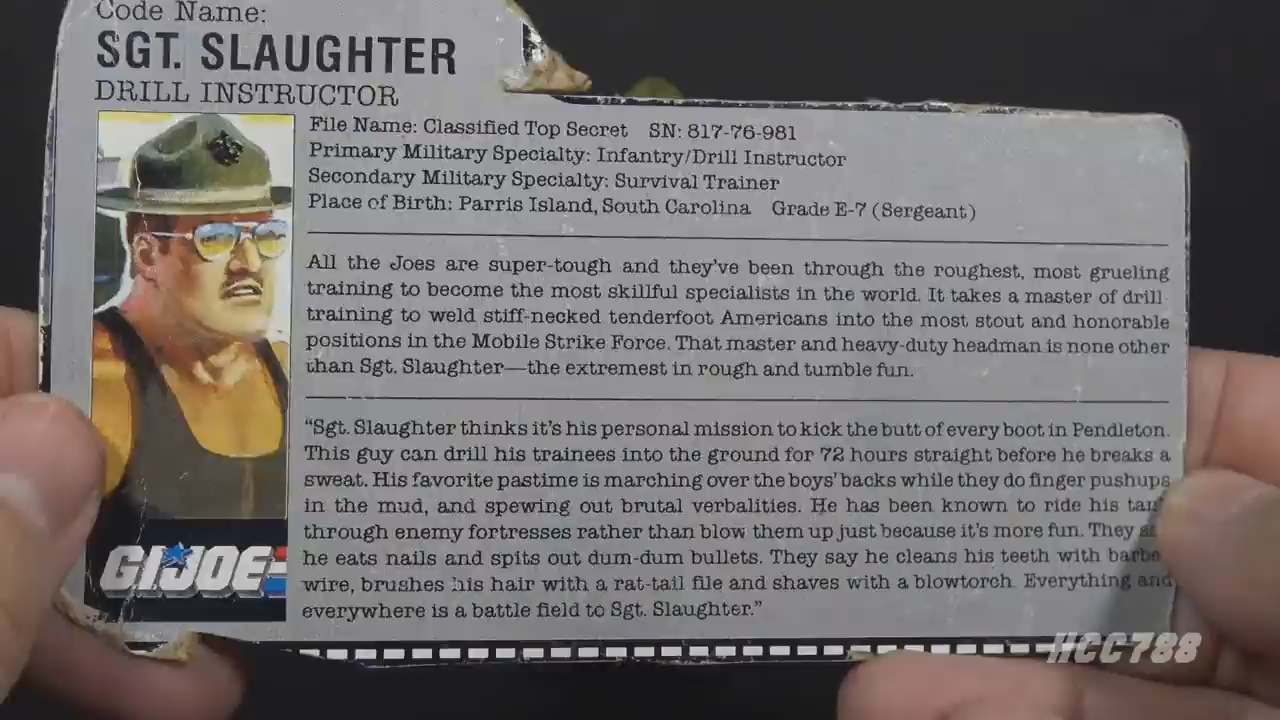 Code Name:
SGT. SLAUGHTER
DRILL INSTRUCTOR
File Name: Classified Top Secret SN: 817-76-981
Primary Military Specialty: Infantry/Drill Instructor
Secondary Military Specialty: Survival Trainer
Place of Birth: Parris Island, South Carolina Grade E-7 (Sergeant)
All the Joes are super-tough and they've been through the roughest, most grueling
training to become the most skillful specialists in the world. It takes a master of drill
training to weld stiff-necked tenderfoot Americans into the most stout and honorable
positions in the Mobile Strike Force. That master and heavy-duty headman is none other
than Sgt. Slaughter—the extremest in rough and tumble fun.
“Sgt. Slaughter thinks it's his personal mission to kick the butt of every boot in Pendleton.
This guy can drill his trainees into the ground for 72 hours straight before he breaks a
sweat. His favorite pastime is marching over the boys' backs while they do finger pushups
in the mud, and spewing out brutal verbalities. He has been known to ride his
through enemy fortresses rather than blow them up just because it's more fun. They
he eats nails and spits out dum-dum bullets. They say he cleans his teeth with
wire, brushes his hair with a rat-tail file and shaves with a blowtorch. Everything and
everywhere is a battle field to Sgt. Slaughter.”
GI JOE
HCC788